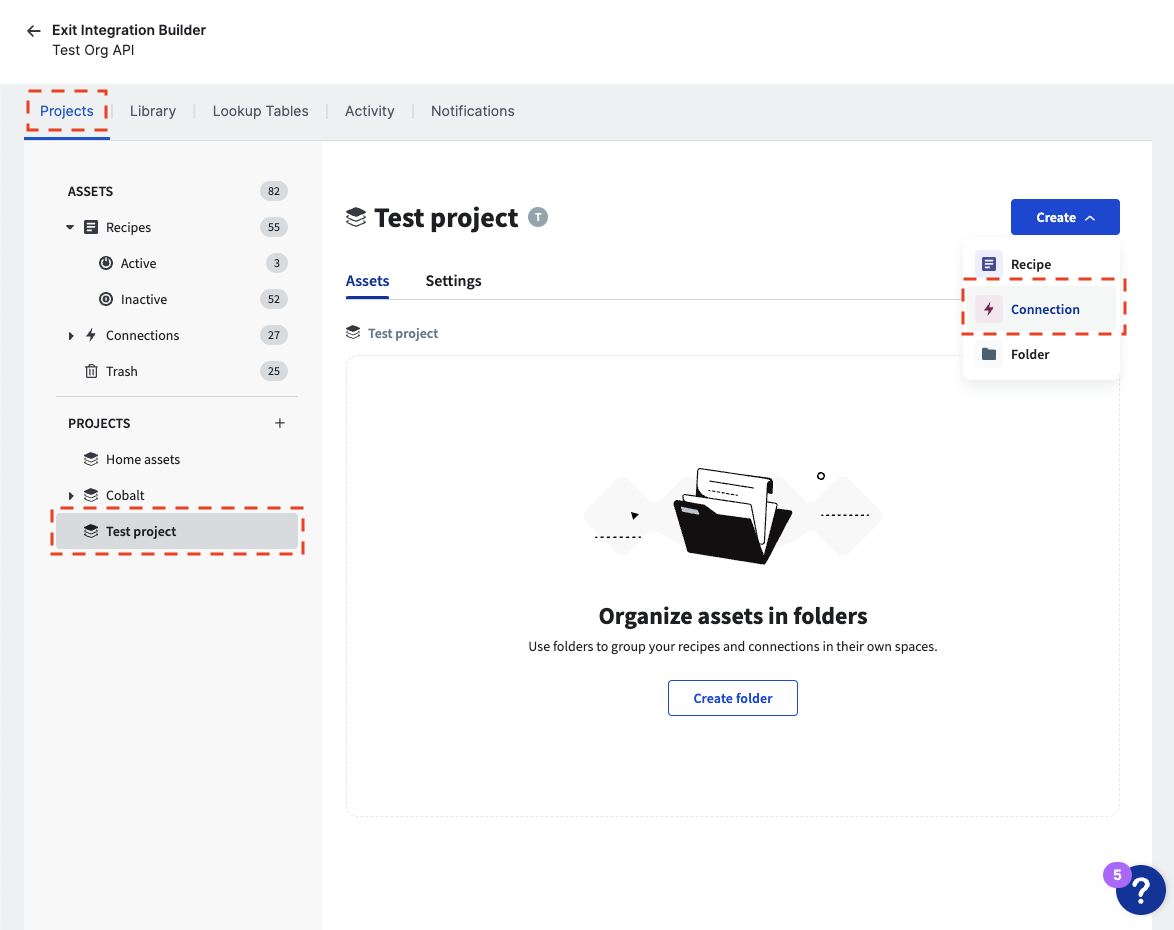 Exit Integration Builder
Test Org API
Projects
Library
Lookup Tables
Activity
Notifications
ASSETS 82
Recipes 55
Active 3
Inactive 52
Connections 27
Trash 25
PROJECTS +
Home assets
Cobalt
Test project
Test project T
Create
Recipe
Connection
Folder
Assets
Settings
Test project
Organize assets in folders
Use folders to group your recipes and connections in their own spaces.
Create folder
5
?